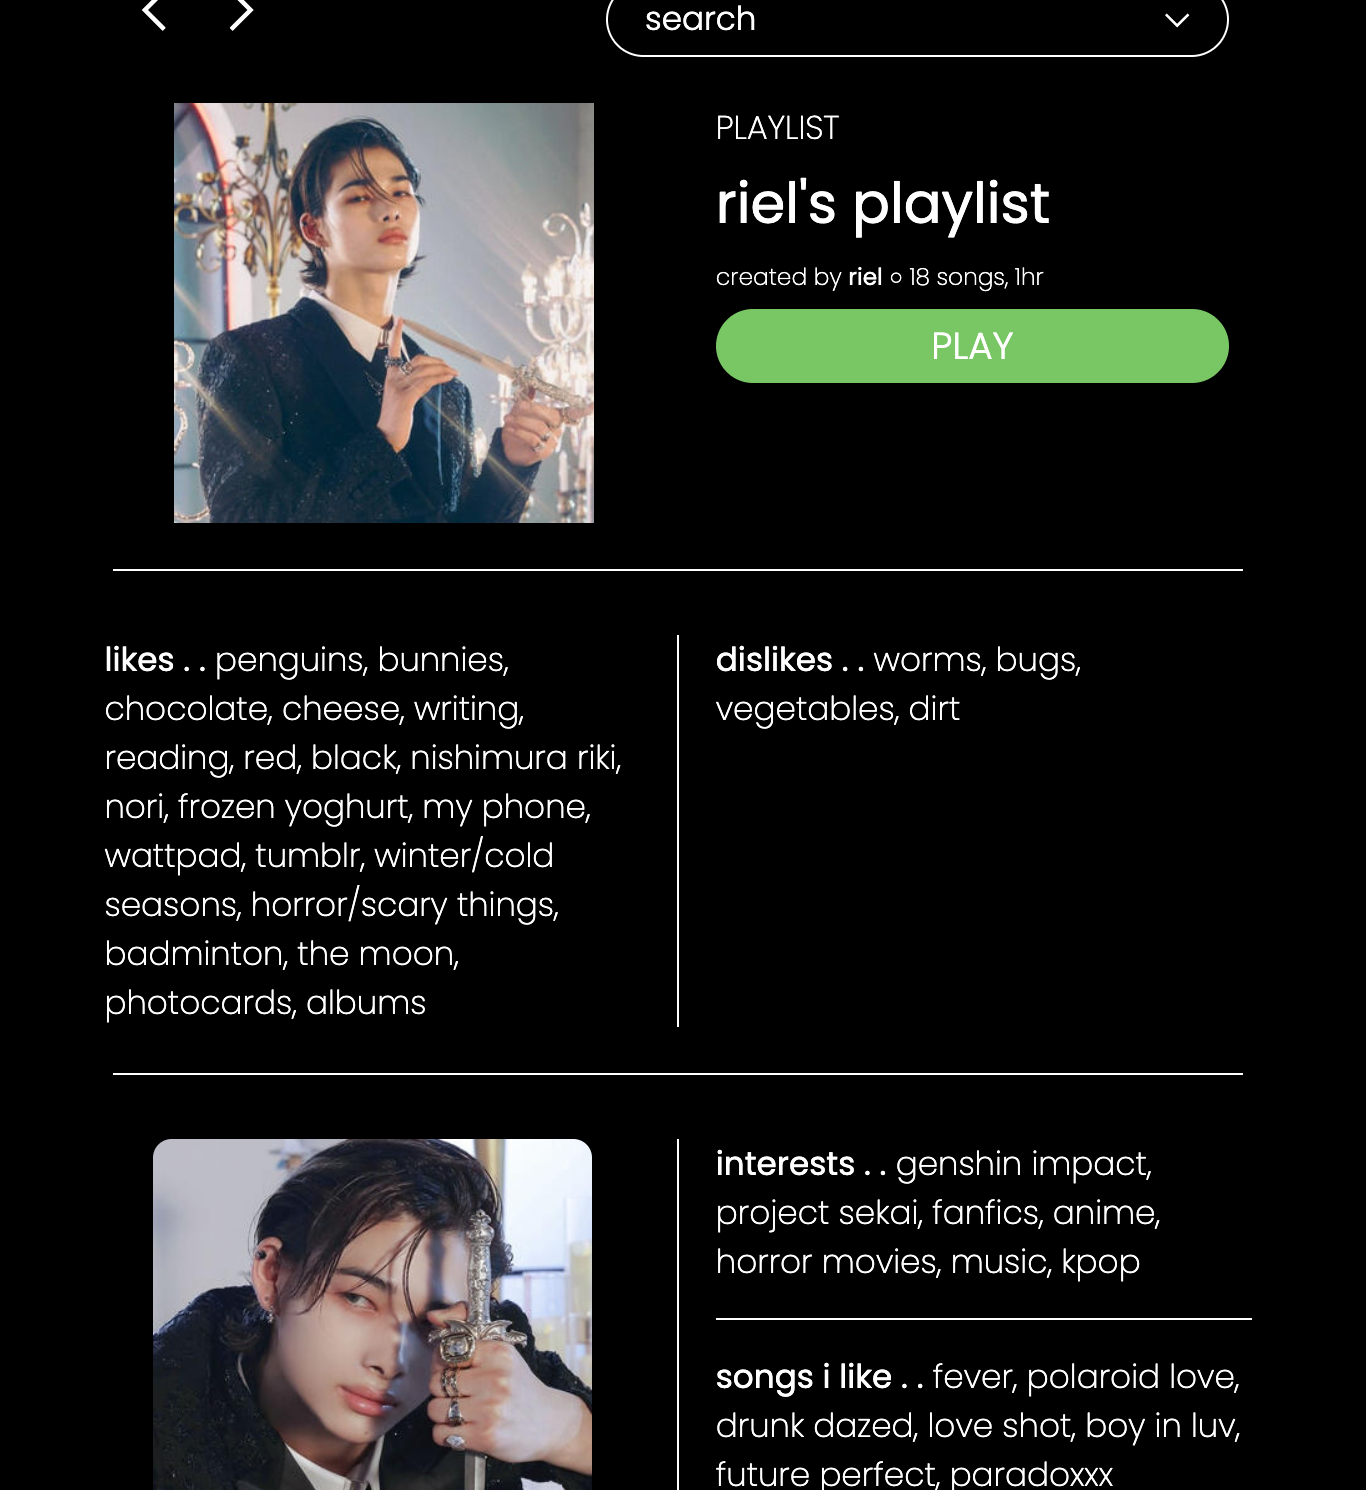 search
PLAYLIST
riel's playlist
created by riel ○ 18 songs, 1hr
PLAY
likes . . penguins, bunnies,
chocolate, cheese, writing,
reading, red, black, nishimura riki,
nori, frozen yoghurt, my phone,
wattpad, tumblr, winter/cold
seasons, horror/scary things,
badminton, the moon,
photocards, albums
dislikes . . worms, bugs,
vegetables, dirt
interests . . genshin impact,
project sekai, fanfics, anime,
horror movies, music, kpop
songs i like . . fever, polaroid love,
drunk dazed, love shot, boy in luv,
future perfect, paradoxxx